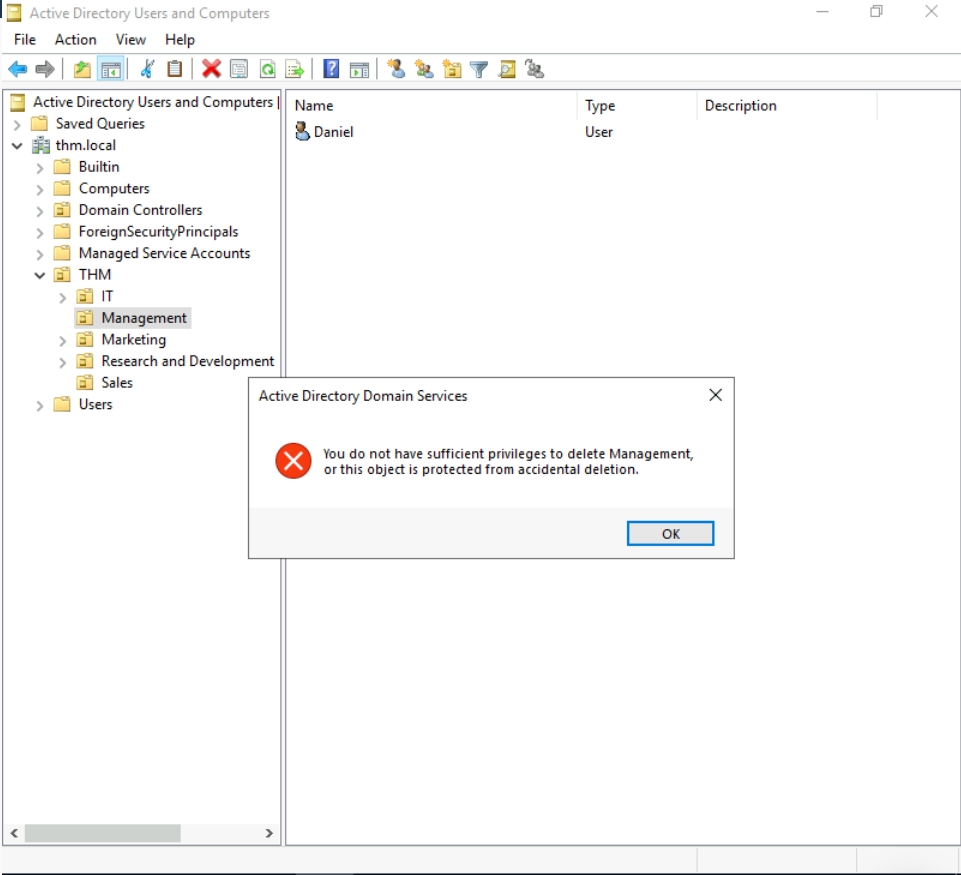 Active Directory Users and Computers
File Action View Help
Active Directory Users and Computers
Saved Queries
thm.local
Builtin
Computers
Domain Controllers
ForeignSecurityPrincipals
Managed Service Accounts
THM
IT
Management
Marketing
Research and Development
Sales
Users
Name Type Description
Daniel User
Active Directory Domain Services
You do not have sufficient privileges to delete Management,
or this object is protected from accidental deletion.
OK